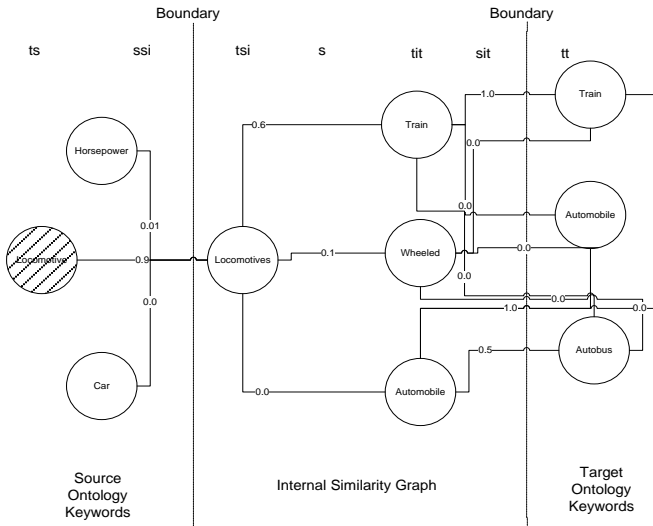 Boundary
Boundary
ts
ssi
tsi
s
tit
sit
tt
1.0
Train
0.6
Train
0.0
Horsepower
0.0
Automobile
0.01
Locomotive
0.9
Locomotives
0.1
Wheeled
0.0
0.0
0.0
1.0
0.0
0.0
0.5
Autobus
Car
0.0
Automobile
Source
Ontology
Keywords
Internal Similarity Graph
Target
Ontology
Keywords